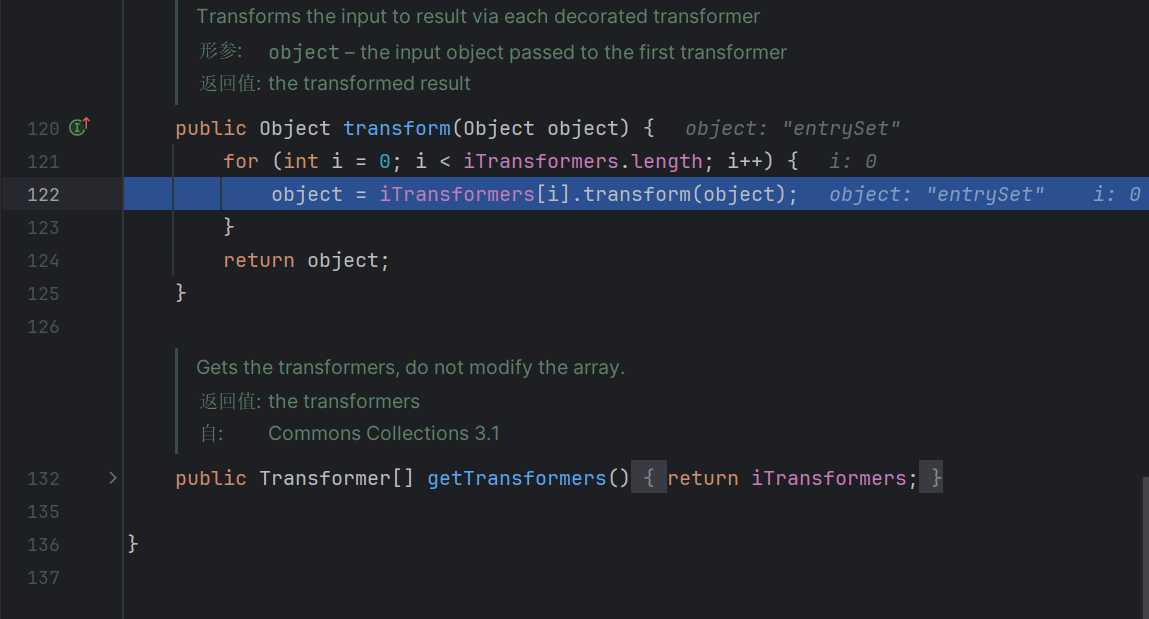 Transforms the input to result via each decorated transformer
形参: object – the input object passed to the first transformer
返回值: the transformed result
120 public Object transform(Object object) { object: "entrySet"
121 for (int i = 0; i < iTransformers.length; i++) { i: 0
122 object = iTransformers[i].transform(object); object: "entrySet" i: 0
123 }
124 return object;
125 }
126
Gets the transformers, do not modify the array.
返回值: the transformers
自: Commons Collections 3.1
132 public Transformer[] getTransformers() { return iTransformers; }
135
136 }
137